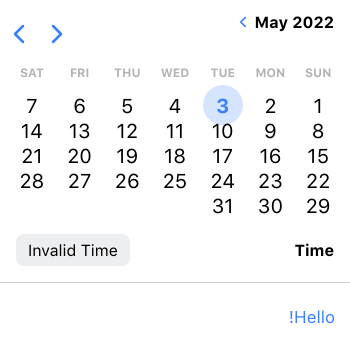 May 2022
SAT FRI THU WED TUE MON SUN
7 6 5 4 3 2 1
14 13 12 11 10 9 8
21 20 19 18 17 16 15
28 27 26 25 24 23 22
31 30 29
Invalid Time Time
!Hello